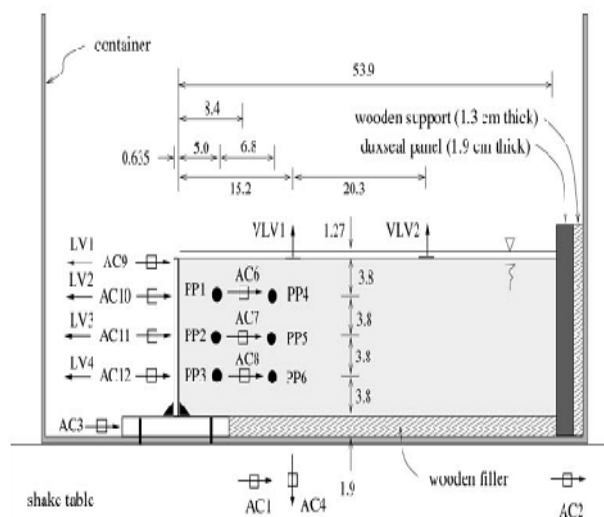 container
53.9
8.4
wooden support (1.3 cm thick)
duxseal panel (1.9 cm thick)
0.635
5.0
6.8
15.2
20.3
1.27
VLV1
VLV2
LV1
AC9
3.8
LV2
AC10
PP1
AC6
PP4
3.8
LV3
AC11
PP2
AC7
PP5
3.8
LV4
AC12
PP3
AC8
PP6
3.8
AC3
1.9
wooden filler
shake table
AC1
AC4
AC2